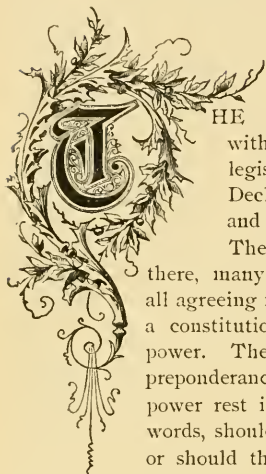 THE
with
legis
Decl
and
The
there, many
all agreeing
a constitutio
power. The
preponderanc
power rest i
words, shoul
or should th